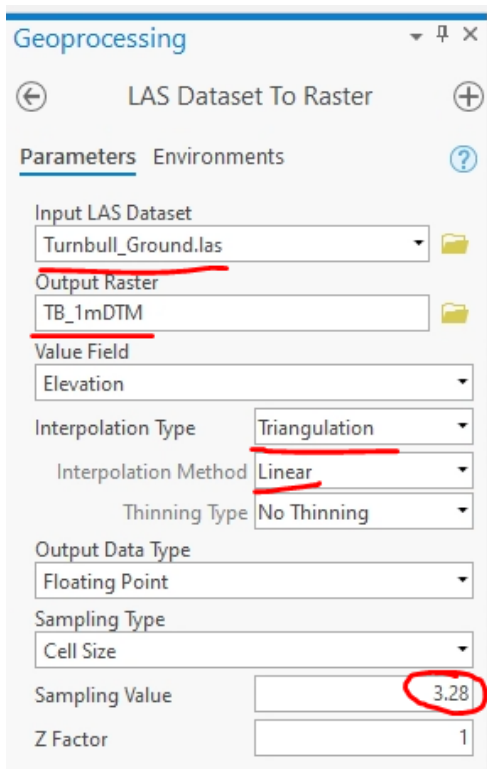 Geoprocessing
LAS Dataset To Raster
Parameters Environments
Input LAS Dataset
Turnbull_Ground.las
Output Raster
TB_1mDTM
Value Field
Elevation
Interpolation Type Triangulation
Interpolation Method Linear
Thinning Type No Thinning
Output Data Type
Floating Point
Sampling Type
Cell Size
Sampling Value 3.28
Z Factor 1